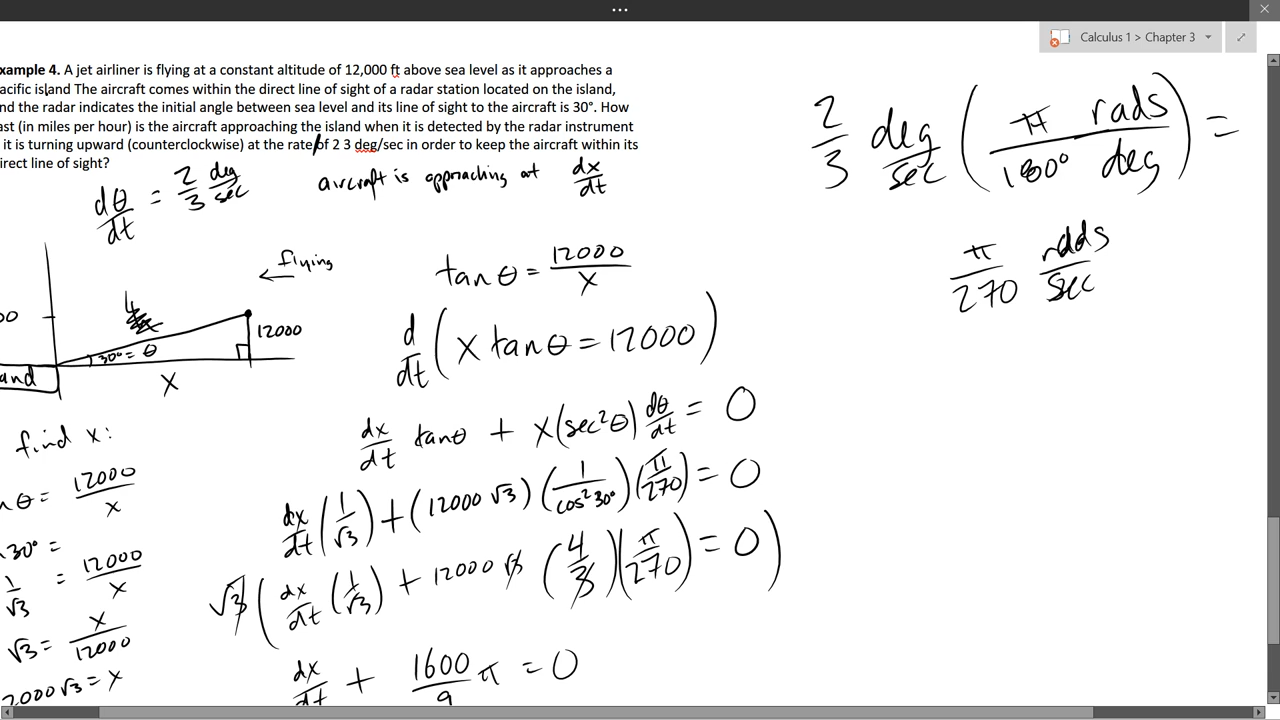 Calculus 1 > Chapter 3
xample 4. A jet airliner is flying at a constant altitude of 12,000 ft above sea level as it approaches a
acific island The aircraft comes within the direct line of sight of a radar station located on the island,
nd the radar indicates the initial angle between sea level and its line of sight to the aircraft is 30°. How
ast (in miles per hour) is the aircraft approaching the island when it is detected by the radar instrument
it is turning upward (counterclockwise) at the rate of 2 3 deg/sec in order to keep the aircraft within its
irect line of sight?
dθ/dt = 2/3 deg/sec
aircraft is approaching at dx/dt
2/3 deg/sec (π rads / 180° deg) =
π/270 rads/sec
flying
00
30° = θ
12000
and
x
tan θ = 12000/x
d/dt (x tan θ = 12000)
dx/dt tan θ + x(sec²θ) dθ/dt = 0
dx/dt (1/√3) + (12000 √3) (1/cos²30°) (π/270) = 0
√3 (dx/dt (1/√3) + 12000 √3 (4/3)(π/270) = 0)
dx/dt + 1600/9 π = 0
find x:
n θ = 12000/x
30° =
1/√3 = 12000/x
√3 = x/12000
2000 √3 = x